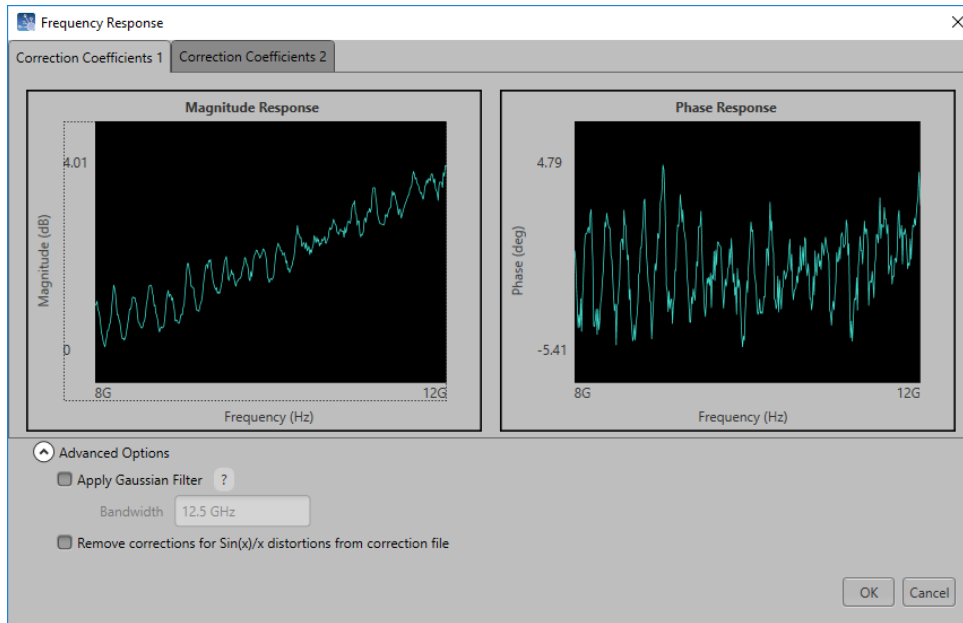 Frequency Response
Correction Coefficients 1
Correction Coefficients 2
Magnitude Response
4.01
Magnitude (dB)
0
8G
12G
Frequency (Hz)
Phase Response
4.79
Phase (deg)
-5.41
8G
12G
Frequency (Hz)
Advanced Options
Apply Gaussian Filter ?
Bandwidth 12.5 GHz
Remove corrections for Sin(x)/x distortions from correction file
OK Cancel